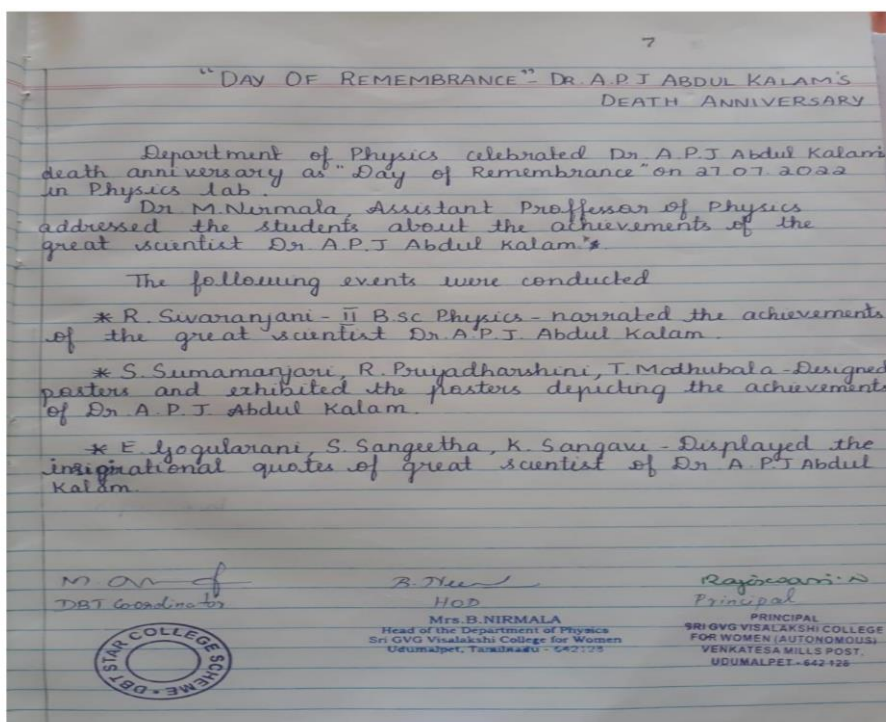 7
"DAY OF REMEMBRANCE" - DR. A.P.J ABDUL KALAM'S
DEATH ANNIVERSARY
Department of Physics celebrated Dr. A.P.J Abdul Kalam's
death anniversary as "Day of Remembrance" on 27.07.2022
in Physics lab.
Dr M.Nirmala, Assistant Proffessor of Physics
addressed the students about the achievements of the
great scientist Dr. A.P.J Abdul Kalam.
The following events were conducted
* R. Swaranjani - II B.sc Physics - narrated the achievements
of the great scientist Dr. A.P.J. Abdul Kalam.
* S. Sumamanjari, R. Priyadharshini, T. Madhubala - Designed
posters and exhibited the posters depicting the achievements
of Dr. A.P.J. Abdul Kalam.
* E. Gogularani, S. Sangeetha, K. Sangavi - Displayed the
inspirational quotes of great scientist of Dr A.P.J Abdul
Kalam.
DBT Coordinator HOD Principal
DBT STAR COLLEGE SCHEME
Mrs.B.NIRMALA
Head of the Department of Physics
Sri GVG Visalakshi College for Women
Udumalpet, Tamilnadu - 642128
PRINCIPAL
SRI GVG VISALAKSHI COLLEGE
FOR WOMEN (AUTONOMOUS)
VENKATESA MILLS POST,
UDUMALPET - 642 128